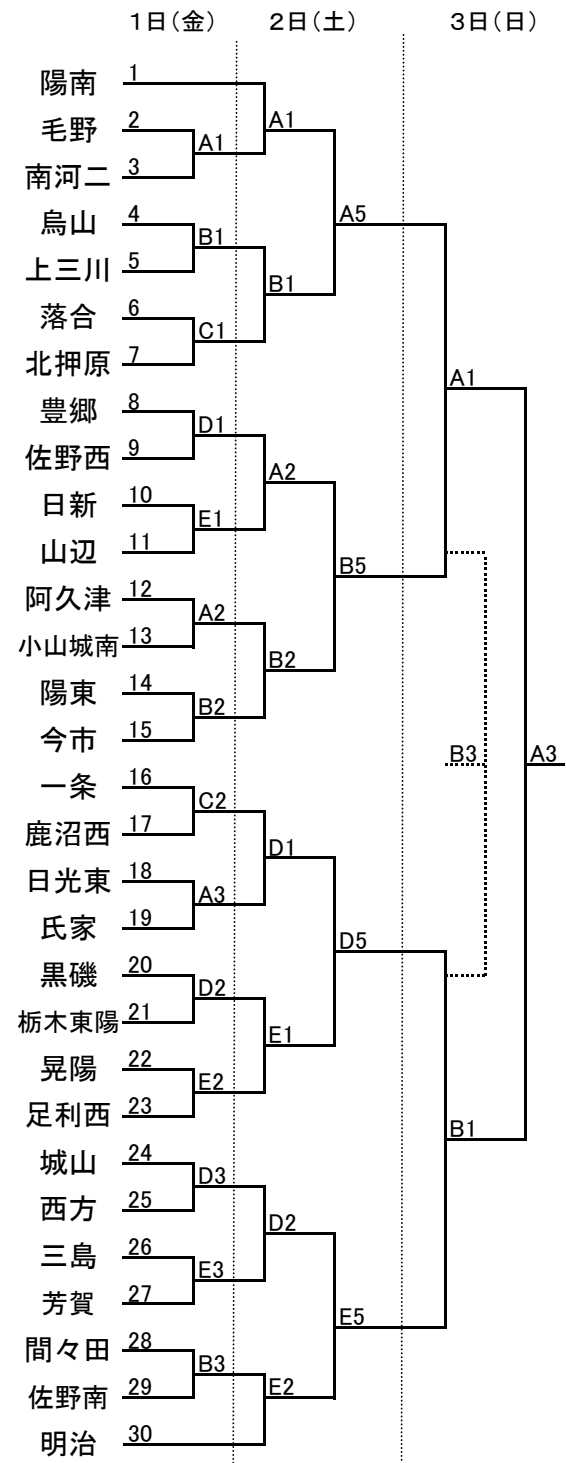 1日（金） 2日（土） 3日（日）
陽南 1
A1
毛野 2
A1
南河二 3
烏山 4
A5
B1
上三川 5
B1
落合 6
C1
北押原 7
A1
豊郷 8
D1
佐野西 9
A2
日新 10
E1
山辺 11
B5
阿久津 12
A2
小山城南 13
B2
陽東 14
B2
今市 15
B3 A3
一条 16
C2
鹿沼西 17
D1
日光東 18
A3
氏家 19
D5
黒磯 20
D2
栃木東陽 21
E1
晃陽 22
E2
足利西 23
B1
城山 24
D3
西方 25
D2
三島 26
E3
芳賀 27
E5
間々田 28
B3
佐野南 29
E2
明治 30